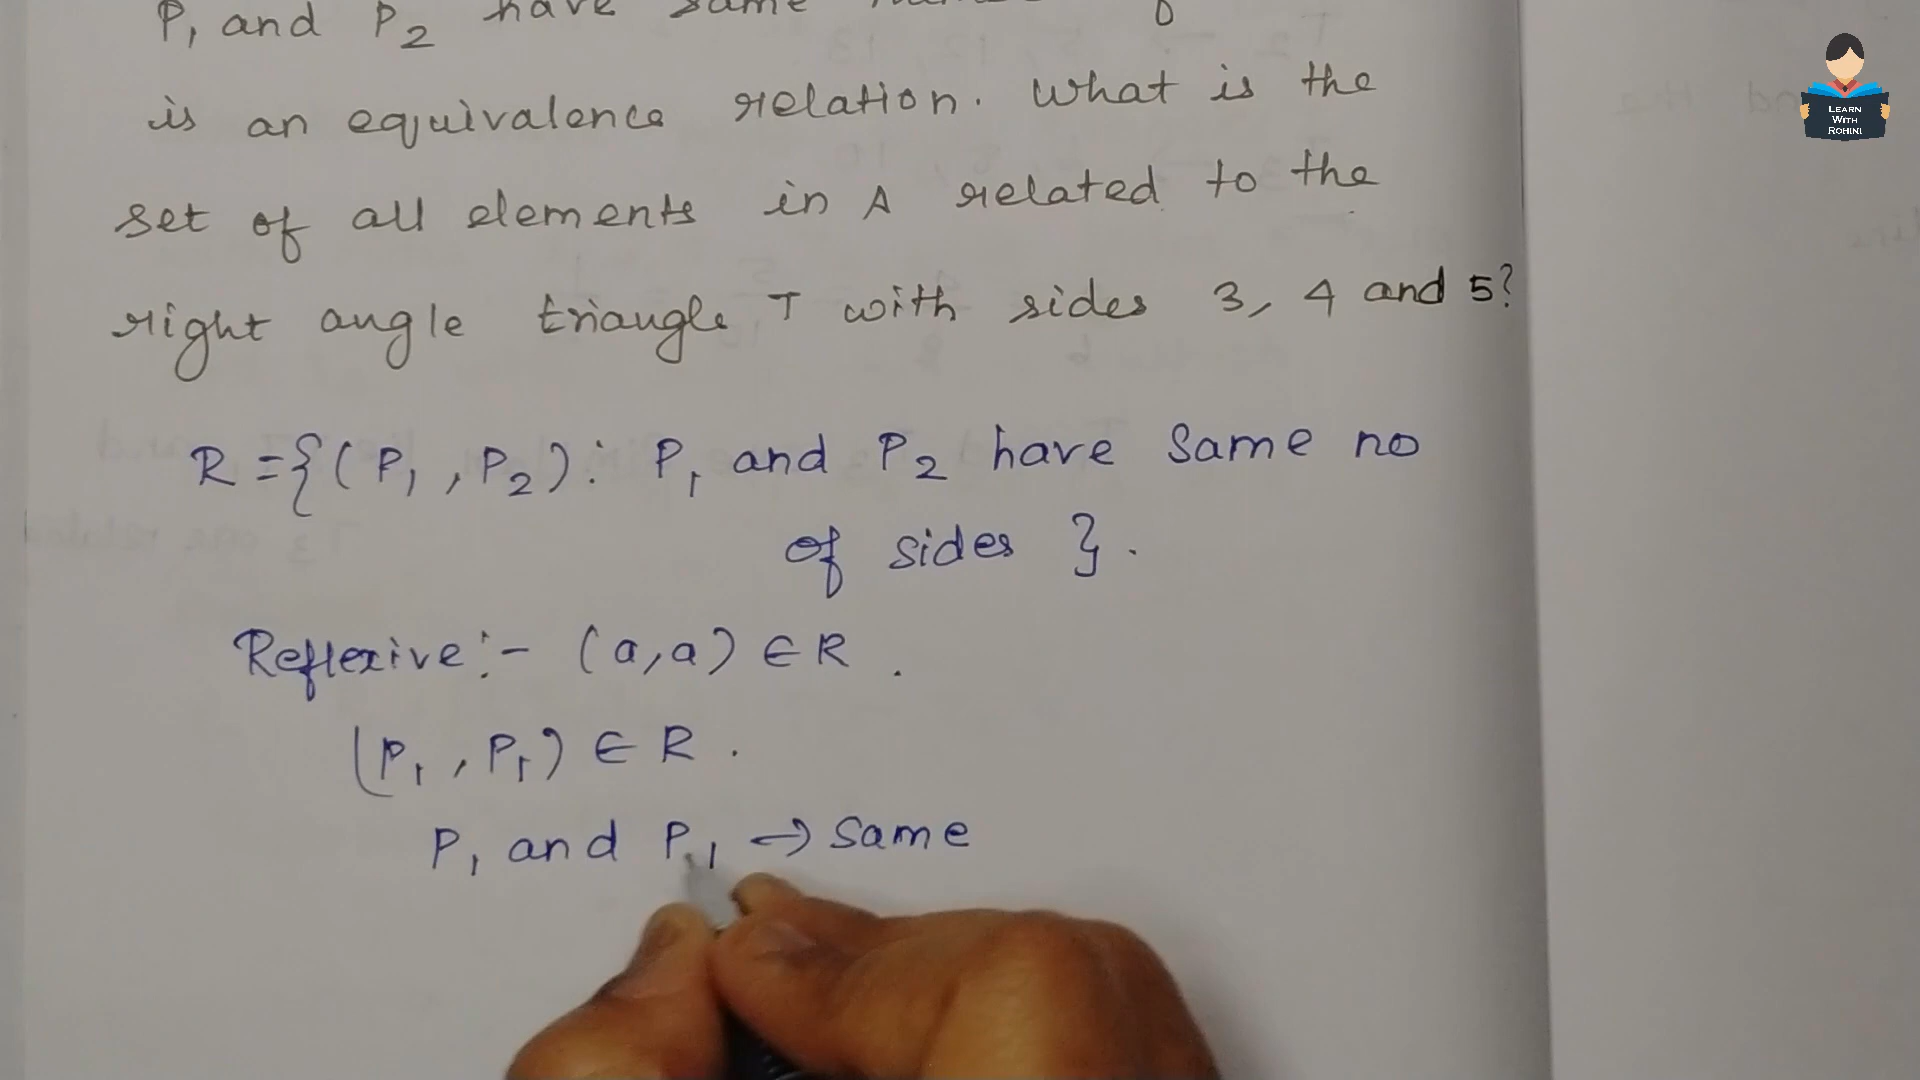 P1 and P2 have same
is an equivalence relation. What is the
set of all elements in A related to the
right angle triangle T with sides 3, 4 and 5?
R = {(P1, P2): P1 and P2 have same no
of sides }.
Reflexive :- (a,a) ∈ R.
(P1, P1) ∈ R.
P1 and P1 → same
LEARN
WITH
ROHINI